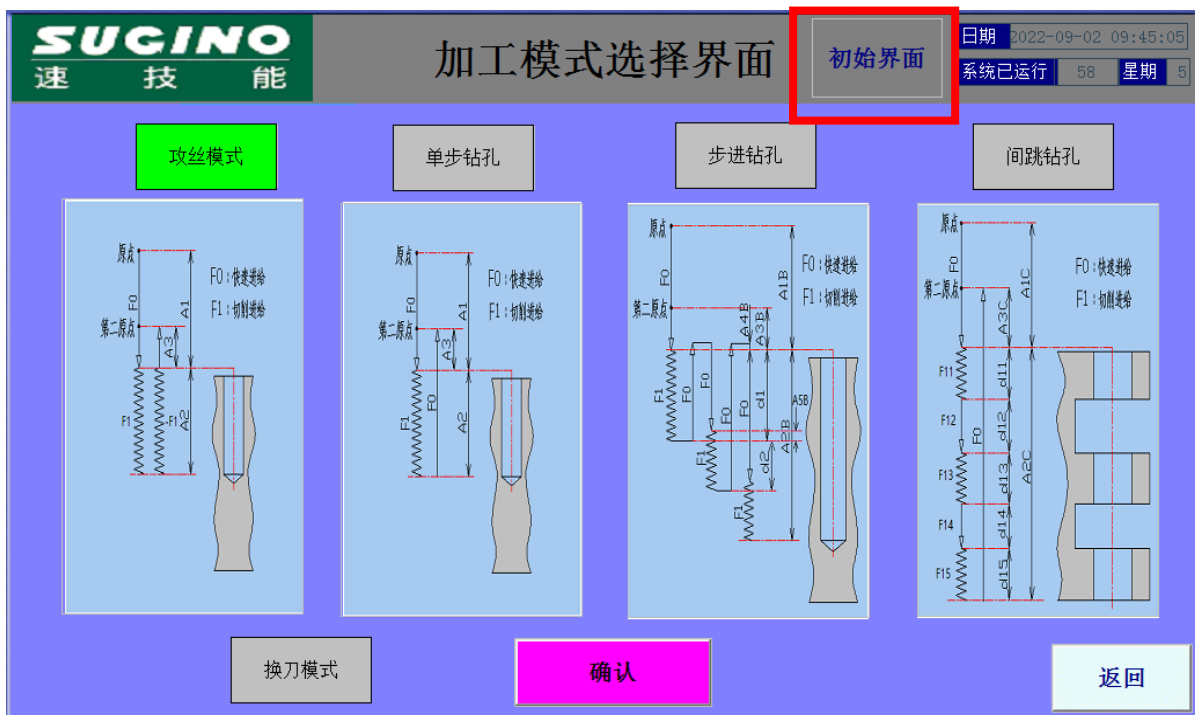 SUGINO
速技能
加工模式选择界面
初始界面
日期 2022-09-02 09:45:05
系统已运行 58 星期 5
攻丝模式
单步钻孔
步进钻孔
间跳钻孔
原点
F0
第二原点
A1
A3
F0:快速进给
F1:切削进给
F1
-F1
A2
原点
F0
第二原点
A1
A3
F0:快速进给
F1:切削进给
F1
F0
A2
原点
F0
第二原点
A1B
A4B
A3B
F0:快速进给
F1:切削进给
F1
F0
F0
F1
F0
F0
F1
d1
A5B
A2B
d2
原点
F0
第二原点
A1C
A3C
F0:快速进给
F1:切削进给
F11
d11
F12
d12
F0
A2C
F13
d13
F14
d14
F15
d15
换刀模式
确认
返回